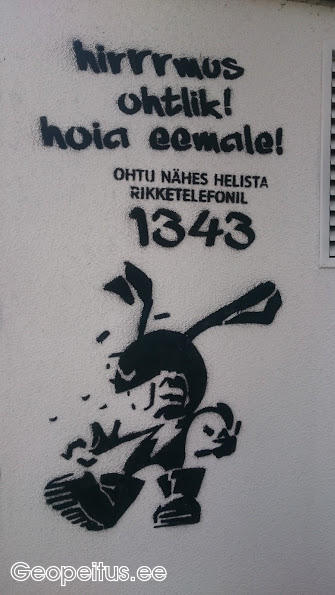 hirrrmus
ohtlik!
hoia eemale!
OHTU NÄHES HELISTA
RIKKETELEFONIL
1343
Geopeitus.ee